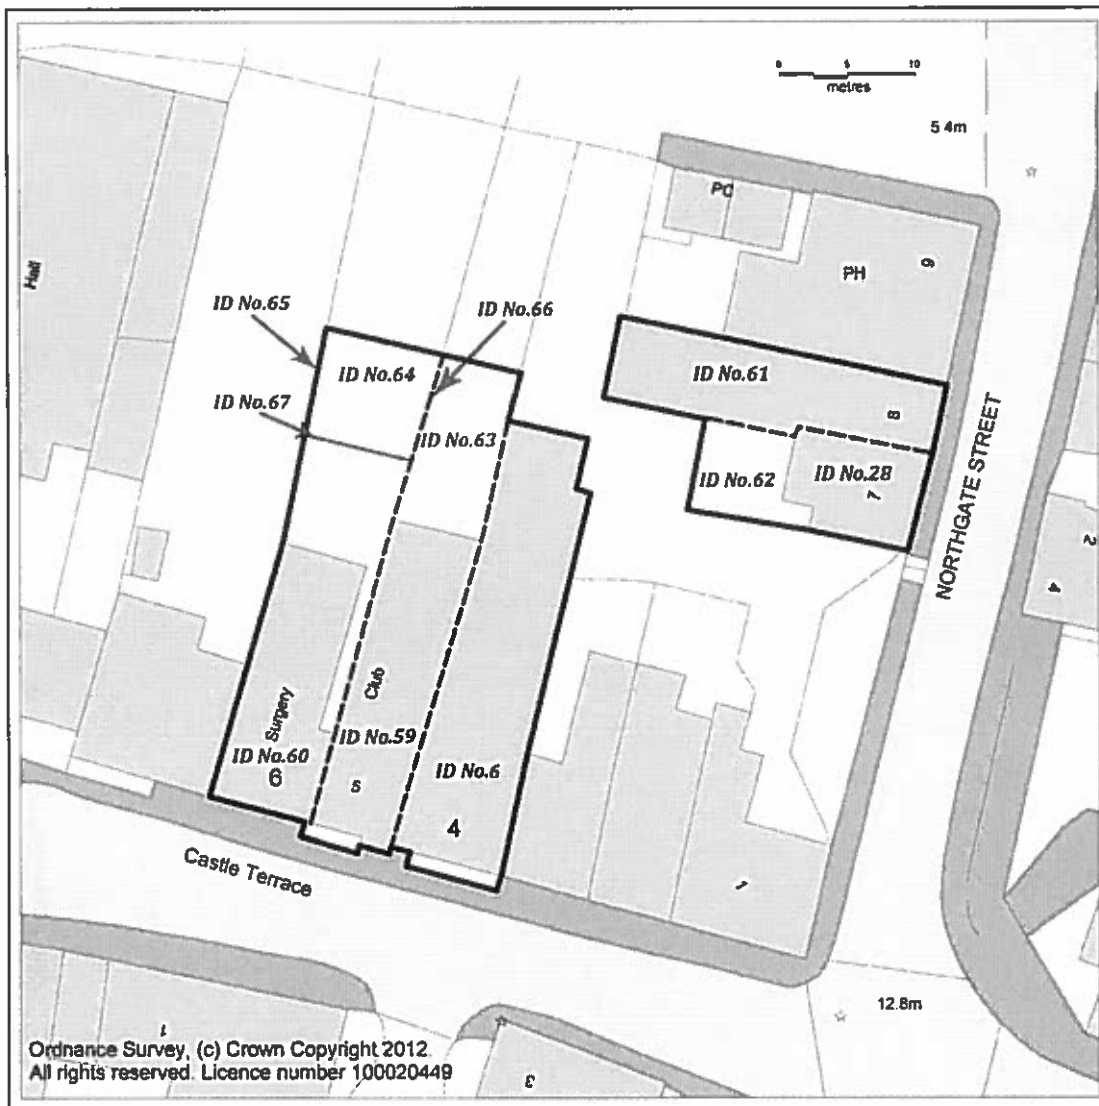 0 5 10
metres
5.4m
PC
PH
9
Hall
ID No.65
ID No.66
ID No.64
ID No.61
ID No.67
8
ID No.63
ID No.62
ID No.28
7
NORTHGATE STREET
2
4
Surgery
Club
ID No.60
6
ID No.59
5
ID No.6
4
Castle Terrace
1
12.8m
1
3
Ordnance Survey, (c) Crown Copyright 2012.
All rights reserved. Licence number 100020449